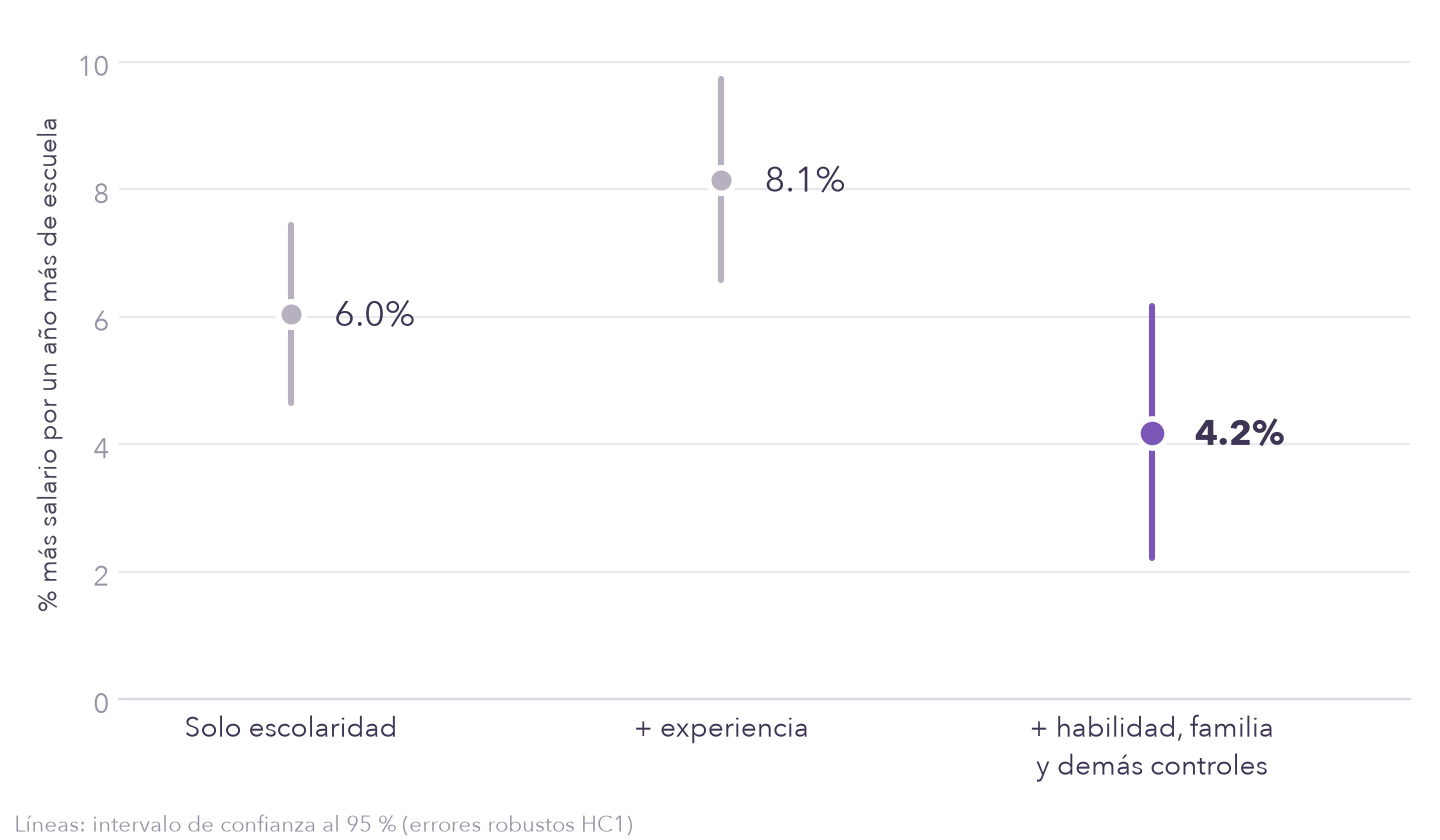 % más salario por un año más de escuela
10
8
6
4
2
0
6.0%
8.1%
4.2%
Solo escolaridad
+ experiencia
+ habilidad, familia
y demás controles
Líneas: intervalo de confianza al 95 % (errores robustos HC1)